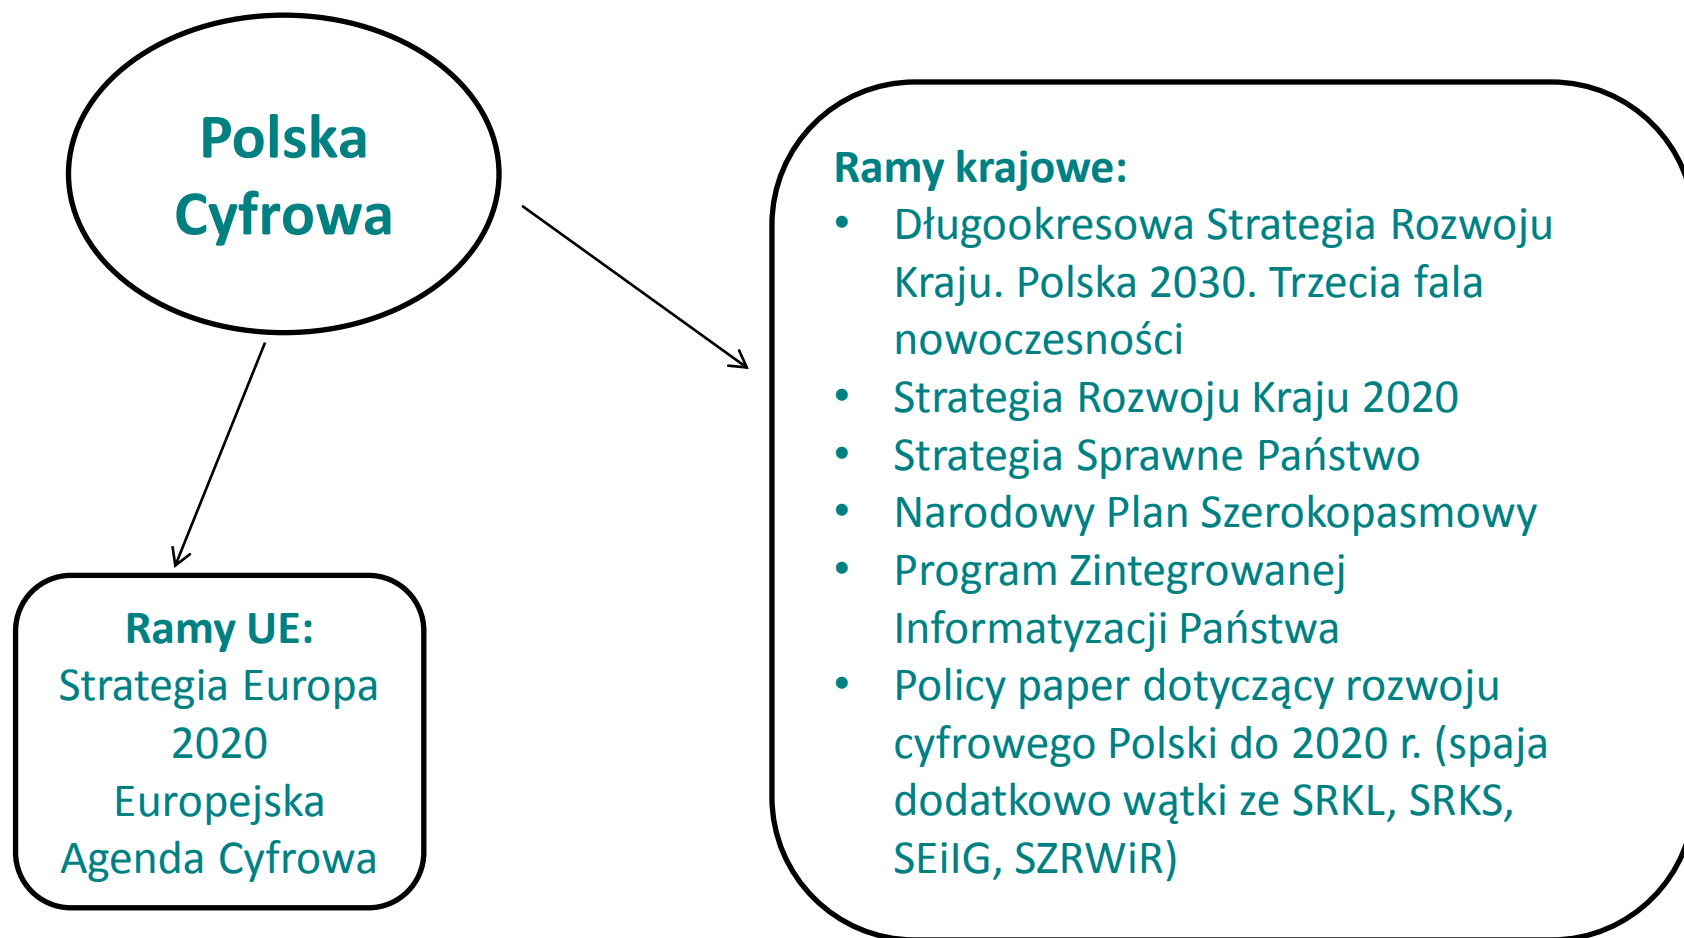 Polska
Cyfrowa
Ramy krajowe:
• Długookresowa Strategia Rozwoju
Kraju. Polska 2030. Trzecia fala
nowoczesności
• Strategia Rozwoju Kraju 2020
• Strategia Sprawne Państwo
• Narodowy Plan Szerokopasmowy
• Program Zintegrowanej
Informatyzacji Państwa
• Policy paper dotyczący rozwoju
cyfrowego Polski do 2020 r. (spaja
dodatkowo wątki ze SRKL, SRKS,
SEiIG, SZRWiR)
Ramy UE:
Strategia Europa
2020
Europejska
Agenda Cyfrowa